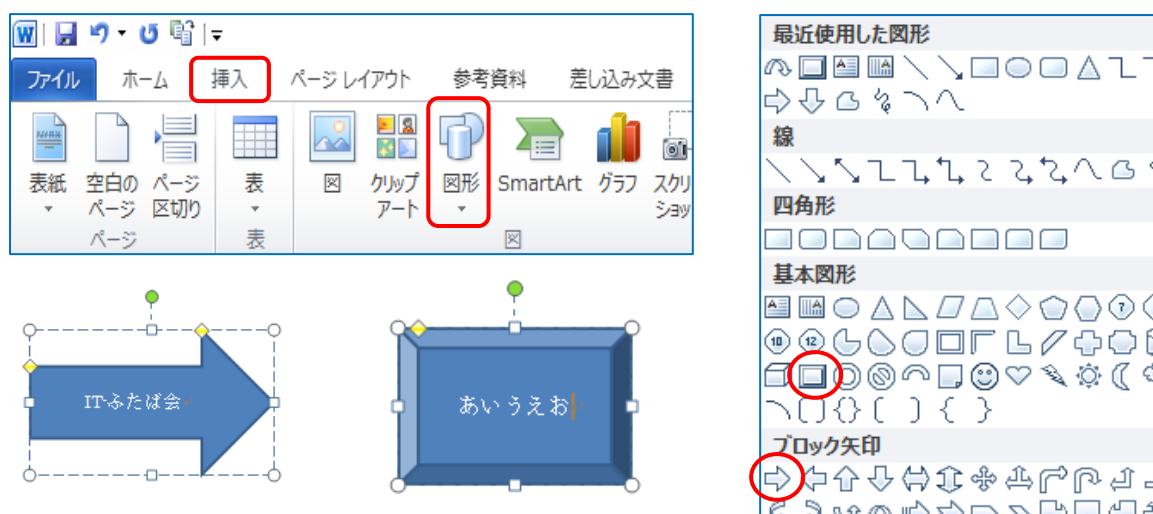 ファイル ホーム 挿入 ページ レイアウト 参考資料 差し込み文書
表紙 空白の ページ 表 図 クリップ 図形 SmartArt グラフ スクリ
ページ 区切り アート ショッ
ページ 表 図
IT-ふたば会
あいうえお
最近使用した図形
線
四角形
基本図形
ブロック矢印